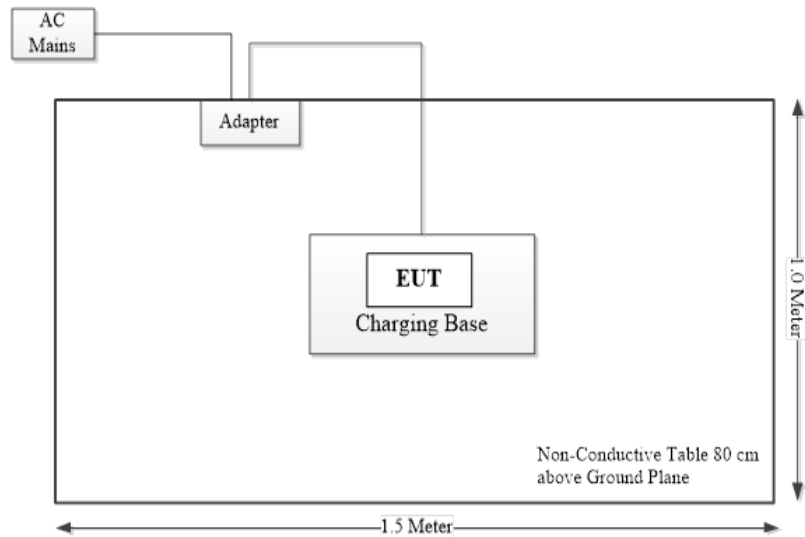 AC
Mains
Adapter
EUT
Charging Base
1.0 Meter
Non-Conductive Table 80 cm
above Ground Plane
1.5 Meter